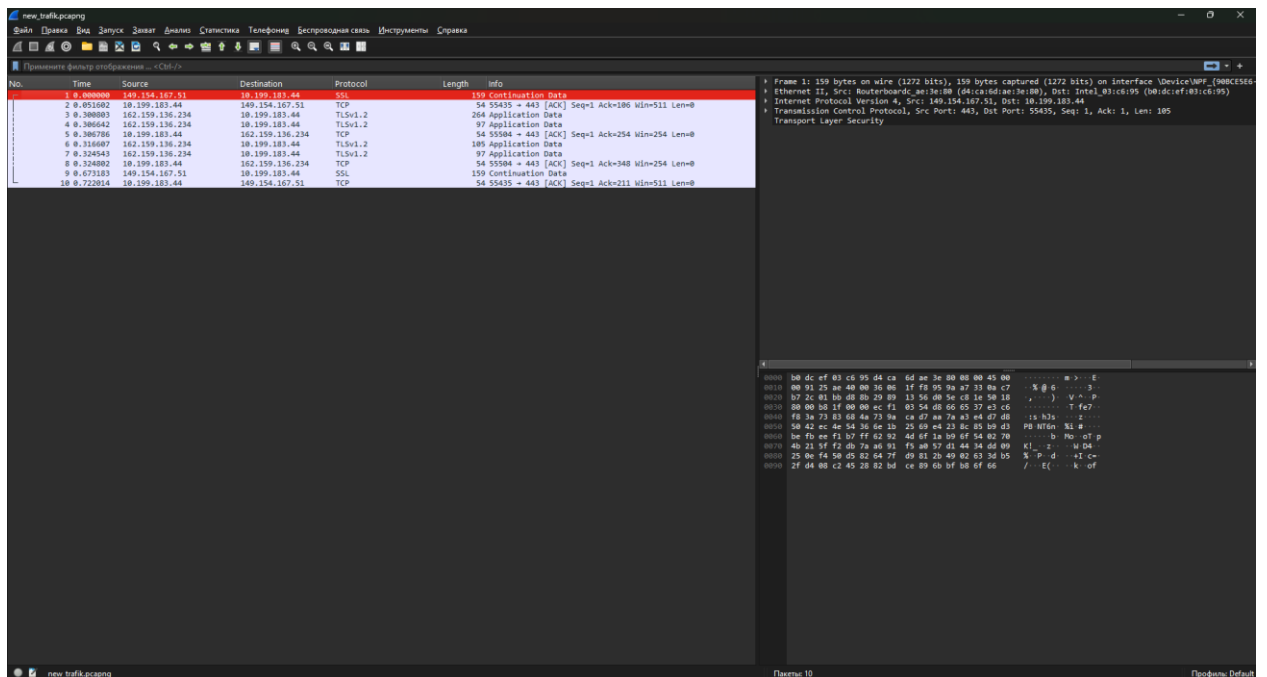 new_trafik.pcapng
Файл Правка Вид Запуск Захват Анализ Статистика Телефония Беспроводная связь Инструменты Справка
Примените фильтр отображения ... <Ctrl-/>
No. Time Source Destination Protocol Length Info
1 0.000000 149.154.167.51 10.199.183.44 SSL 159 Continuation Data
2 0.051602 10.199.183.44 149.154.167.51 TCP 54 55435 → 443 [ACK] Seq=1 Ack=106 Win=511 Len=0
3 0.300803 162.159.136.234 10.199.183.44 TLSv1.2 264 Application Data
4 0.306642 162.159.136.234 10.199.183.44 TLSv1.2 97 Application Data
5 0.306786 10.199.183.44 162.159.136.234 TCP 54 55504 → 443 [ACK] Seq=1 Ack=254 Win=254 Len=0
6 0.316607 162.159.136.234 10.199.183.44 TLSv1.2 105 Application Data
7 0.324543 162.159.136.234 10.199.183.44 TLSv1.2 97 Application Data
8 0.324802 10.199.183.44 162.159.136.234 TCP 54 55504 → 443 [ACK] Seq=1 Ack=348 Win=254 Len=0
9 0.673183 149.154.167.51 10.199.183.44 SSL 159 Continuation Data
10 0.722014 10.199.183.44 149.154.167.51 TCP 54 55435 → 443 [ACK] Seq=1 Ack=211 Win=511 Len=0
Frame 1: 159 bytes on wire (1272 bits), 159 bytes captured (1272 bits) on interface \Device\NPF_{90BCE5E6-
Ethernet II, Src: Routerboardc_ae:3e:80 (d4:ca:6d:ae:3e:80), Dst: Intel_03:c6:95 (b0:dc:ef:03:c6:95)
Internet Protocol Version 4, Src: 149.154.167.51, Dst: 10.199.183.44
Transmission Control Protocol, Src Port: 443, Dst Port: 55435, Seq: 1, Ack: 1, Len: 105
Transport Layer Security
0000 b0 dc ef 03 c6 95 d4 ca 6d ae 3e 80 08 00 45 00 ········ m·>···E·
0010 00 91 25 ae 40 00 36 06 1f f8 95 9a a7 33 0a c7 ··%·@·6· ·····3··
0020 b7 2c 01 bb d8 8b 29 89 13 56 d0 5e c8 1e 50 18 ·,····)· ·V·^··P·
0030 80 00 b8 1f 00 00 ec f1 03 54 d8 66 65 37 e3 c6 ········ ·T·fe7··
0040 f8 3a 73 83 68 4a 73 9a ca d7 aa 7a a3 e4 d7 d8 ·:s·hJs· ···z····
0050 50 42 ec 4e 54 36 6e 1b 25 69 e4 23 8c 85 b9 d3 PB·NT6n· %i·#····
0060 be fb ee f1 b7 ff 62 92 4d 6f 1a b9 6f 54 02 70 ······b· Mo··oT·p
0070 4b 21 5f f2 db 7a a6 91 f5 a0 57 d1 44 34 dd 09 K!_··z·· ··W·D4··
0080 25 0e f4 50 d5 82 64 7f d9 81 2b 49 02 63 3d b5 %··P··d· ··+I·c=·
0090 2f d4 08 c2 45 28 82 bd ce 89 6b bf b8 6f 66 /···E(·· ··k··of
new_trafik.pcapng Пакеты: 10 Профиль: Default